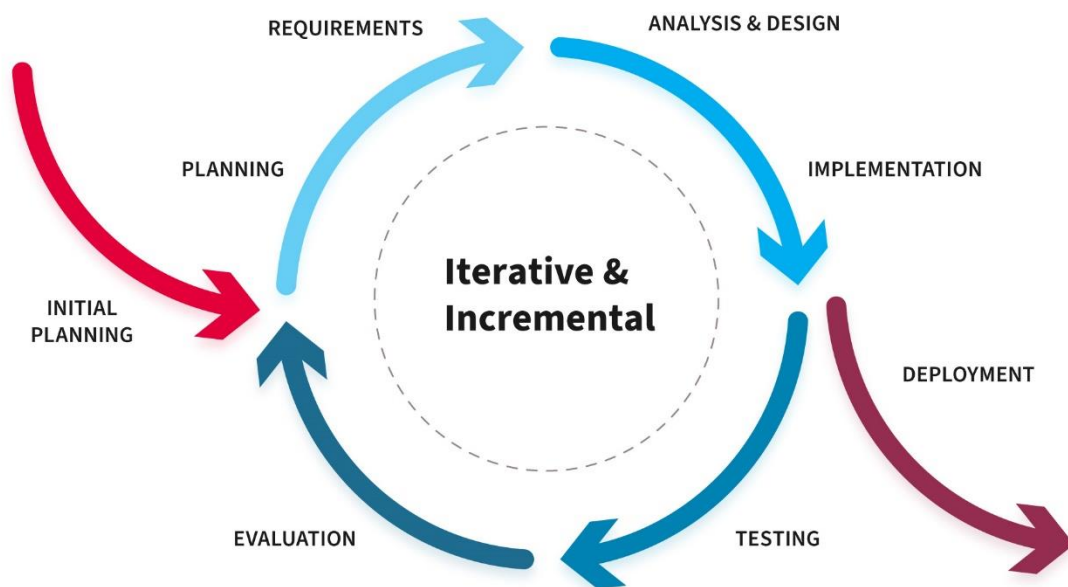 REQUIREMENTS
ANALYSIS & DESIGN
PLANNING
IMPLEMENTATION
Iterative &
Incremental
INITIAL
PLANNING
DEPLOYMENT
EVALUATION
TESTING